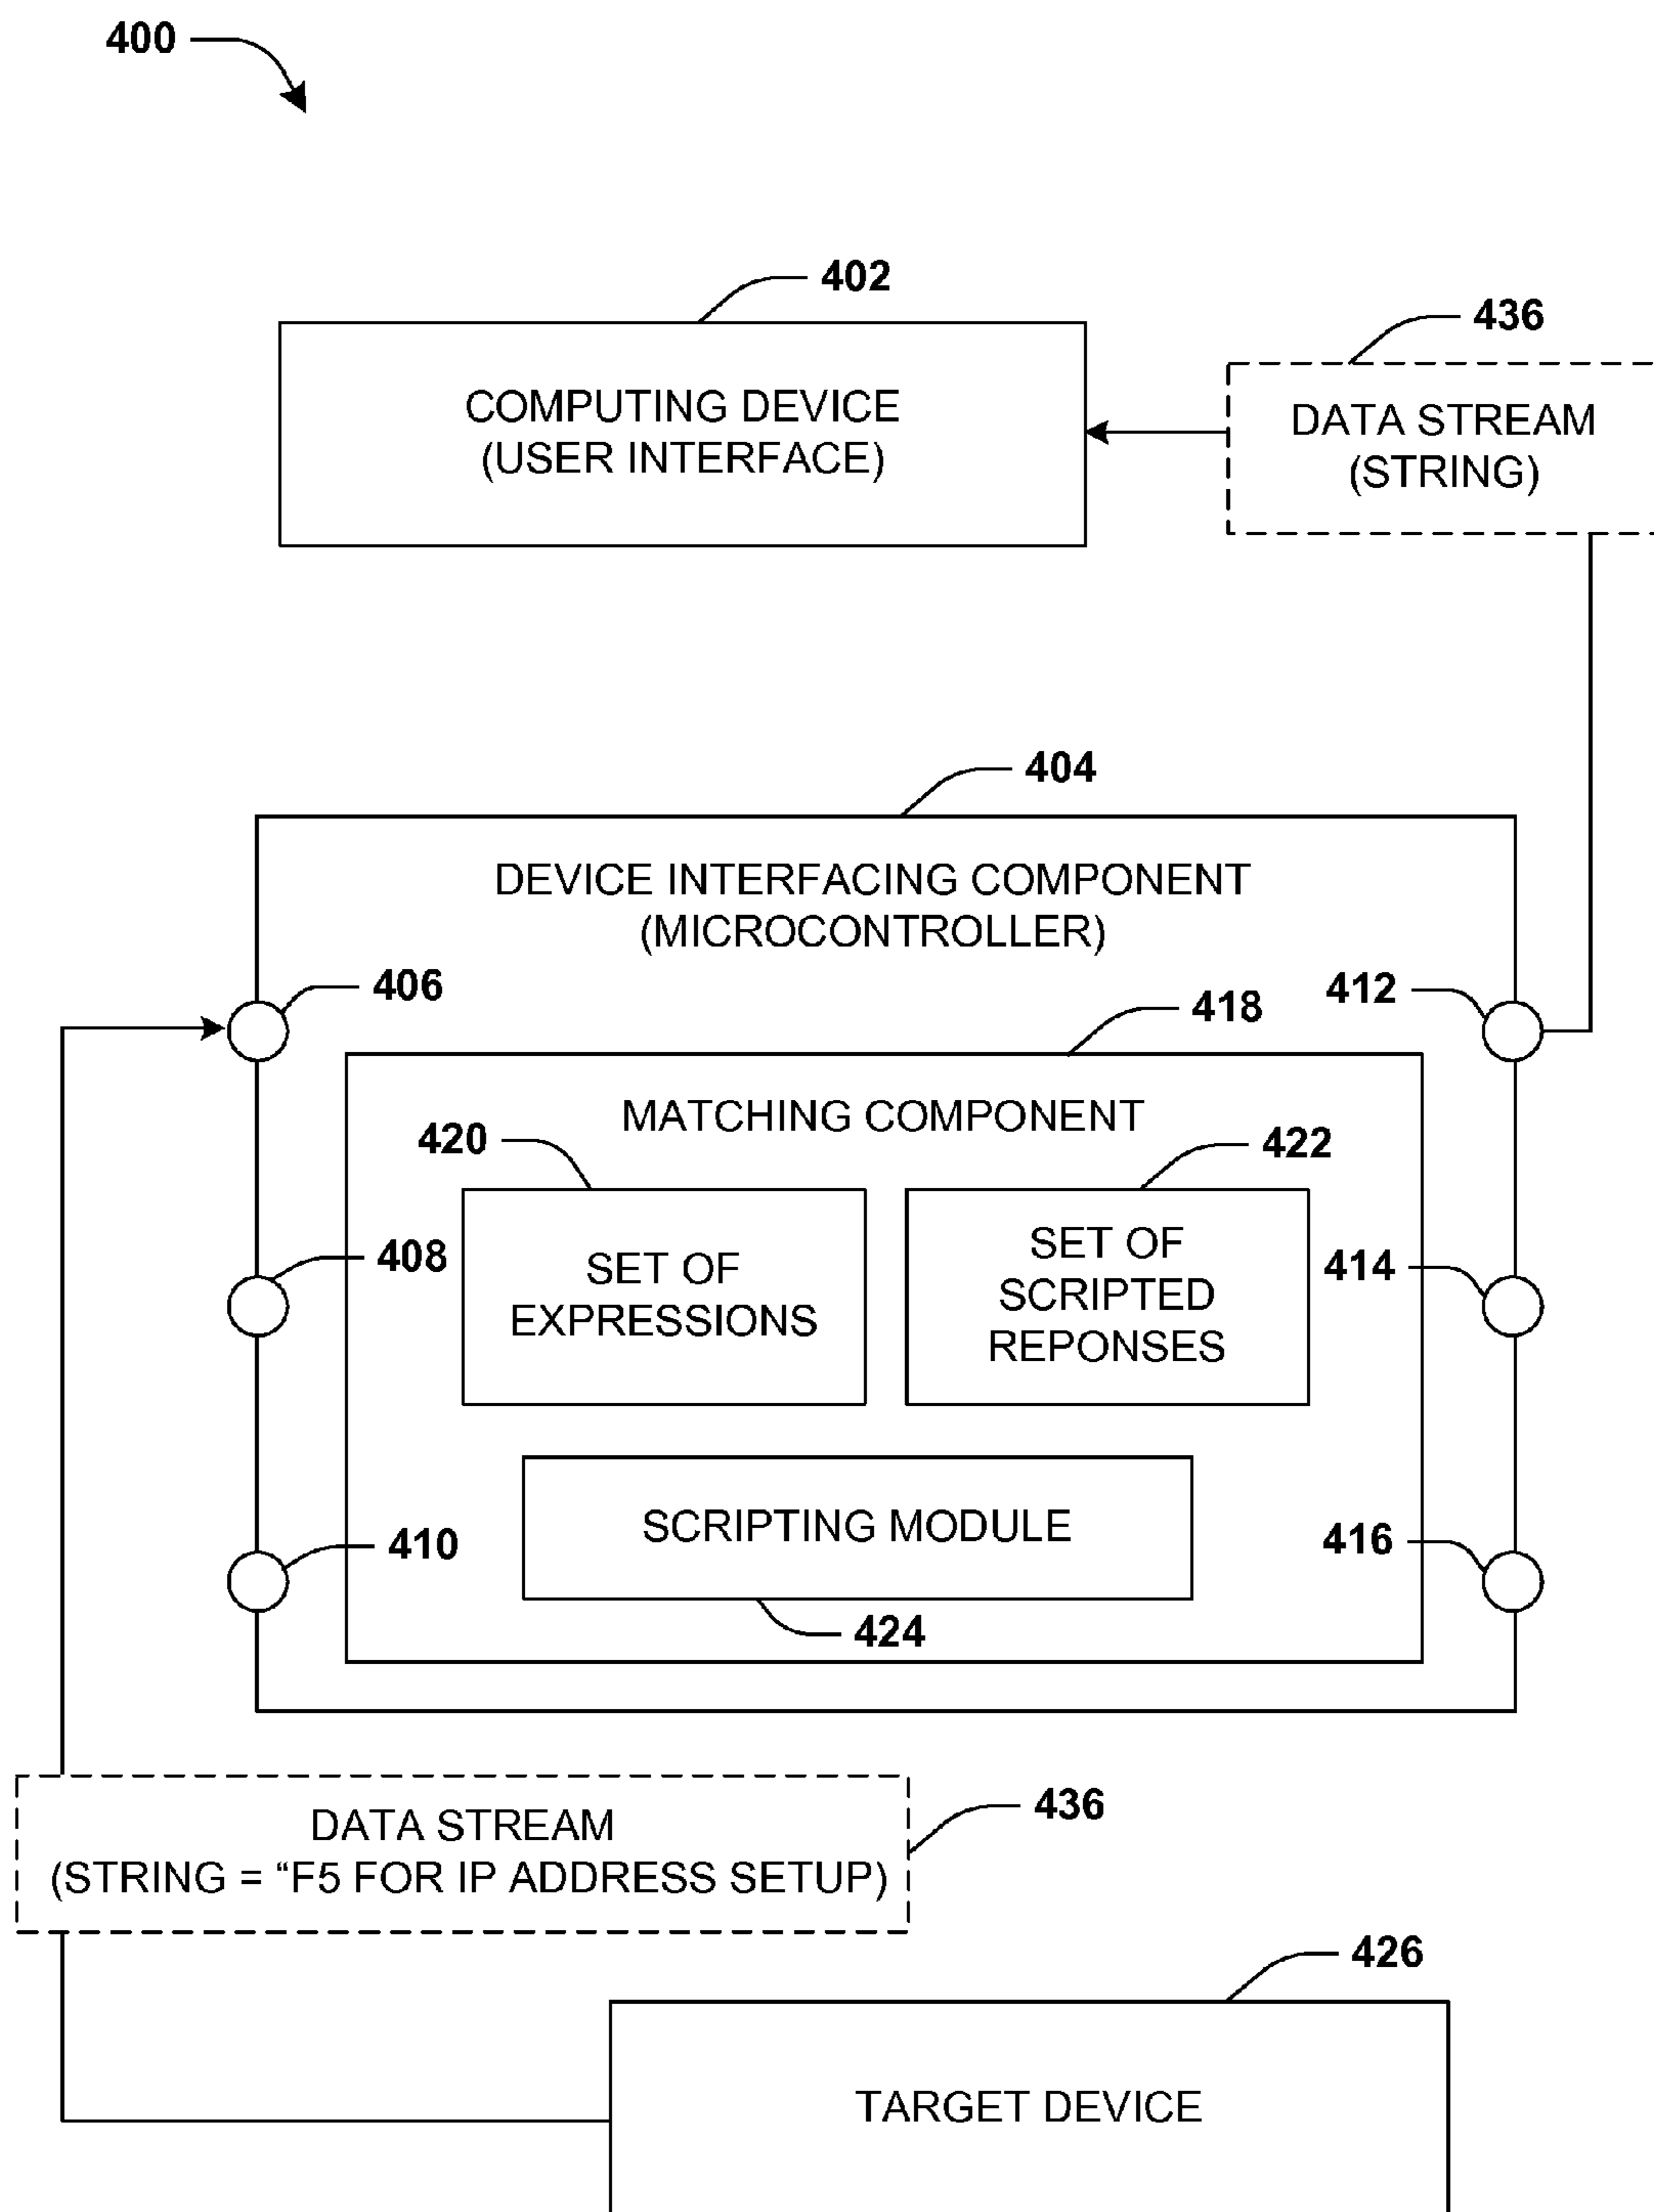 400
402
436
COMPUTING DEVICE
(USER INTERFACE)
DATA STREAM
(STRING)
404
DEVICE INTERFACING COMPONENT
(MICROCONTROLLER)
406
412
418
MATCHING COMPONENT
420
422
SET OF
EXPRESSIONS
SET OF
SCRIPTED
REPONSES
408
414
SCRIPTING MODULE
410
416
424
DATA STREAM
(STRING = “F5 FOR IP ADDRESS SETUP)
436
426
TARGET DEVICE